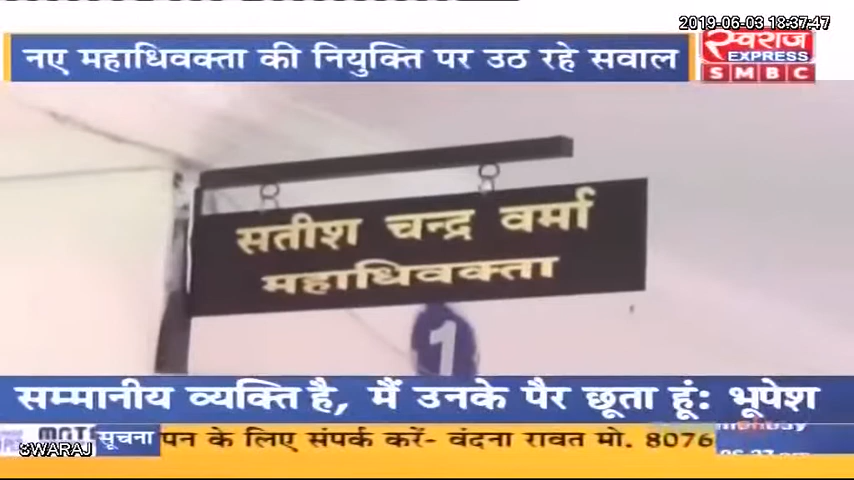 2019-06-03 18:37:47
नए महाधिवक्ता की नियुक्ति पर उठ रहे सवाल
स्वराज
EXPRESS
SMBC
सतीश चन्द्र वर्मा
महाधिवक्ता
1
सम्मानीय व्यक्ति है, मैं उनके पैर छूता हूं: भूपेश
सूचना
पन के लिए संपर्क करें- वंदना रावत मो. 8076
SWARAJ